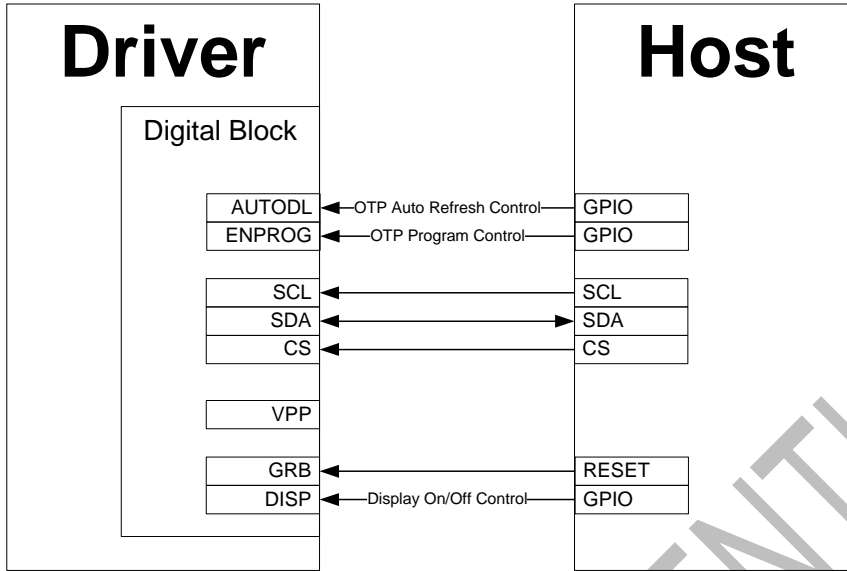 Driver
Host
Digital Block
AUTODL
OTP Auto Refresh Control
GPIO
ENPROG
OTP Program Control
GPIO
SCL
SCL
SDA
SDA
CS
CS
VPP
GRB
RESET
DISP
Display On/Off Control
GPIO